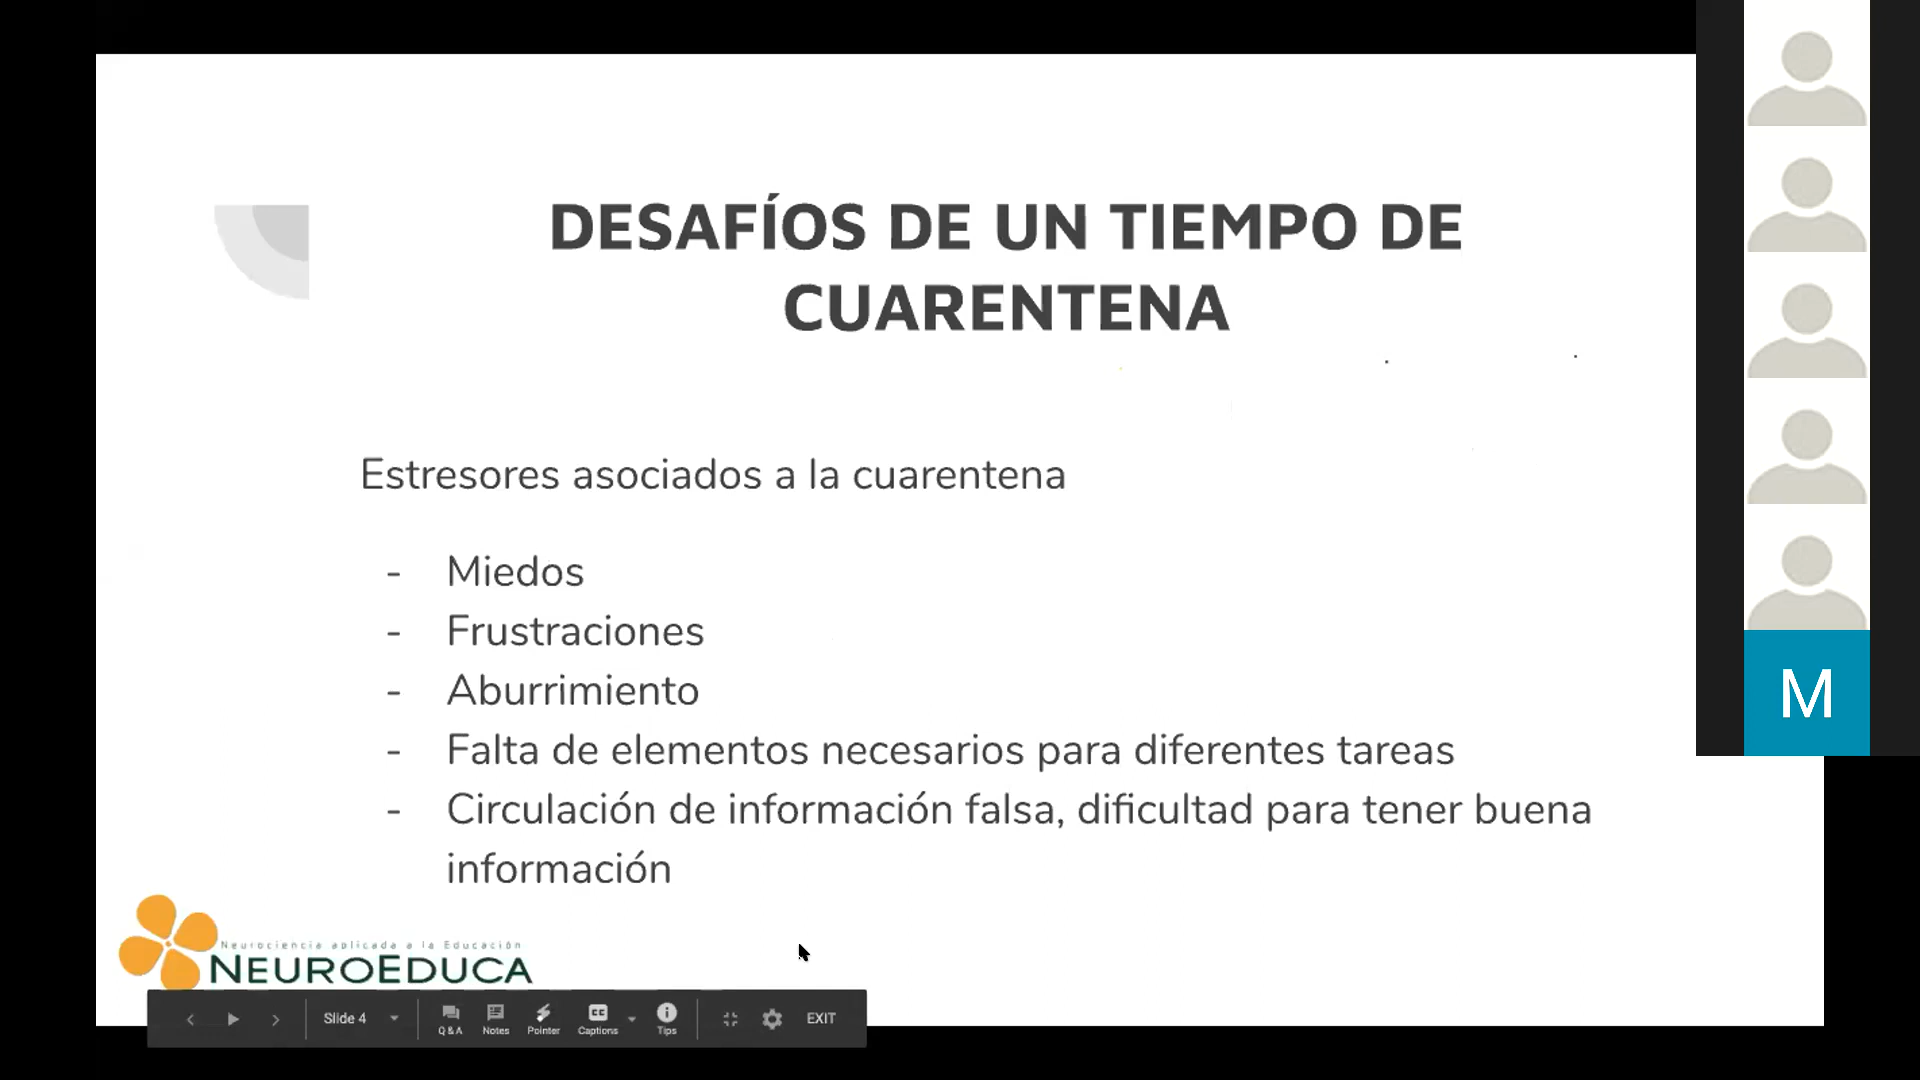 DESAFÍOS DE UN TIEMPO DE
CUARENTENA
Estresores asociados a la cuarentena
- Miedos
- Frustraciones
- Aburrimiento
- Falta de elementos necesarios para diferentes tareas
- Circulación de información falsa, dificultad para tener buena
información
M
Neurociencia aplicada a la Educación
NEUROEDUCA
Slide 4
Q & A
Notes
Pointer
CC
Captions
Tips
EXIT